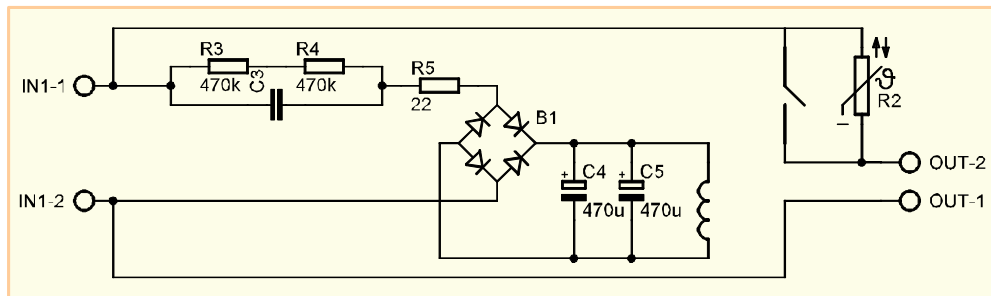 IN1-1
R3
470k
C3
R4
470k
R5
22
B1
+
C4
470u
+
C5
470u
ϑ
R2
–
OUT-2
IN1-2
OUT-1